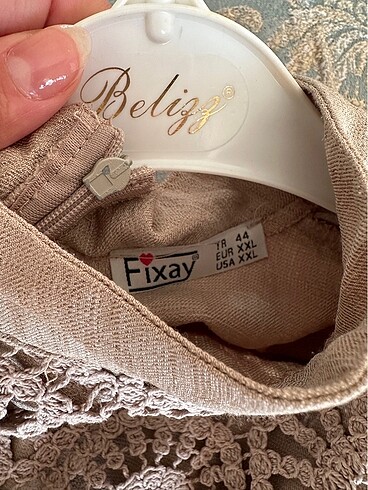 Belizz®
Fixay
TR 44
EUR XXL
USA XXL